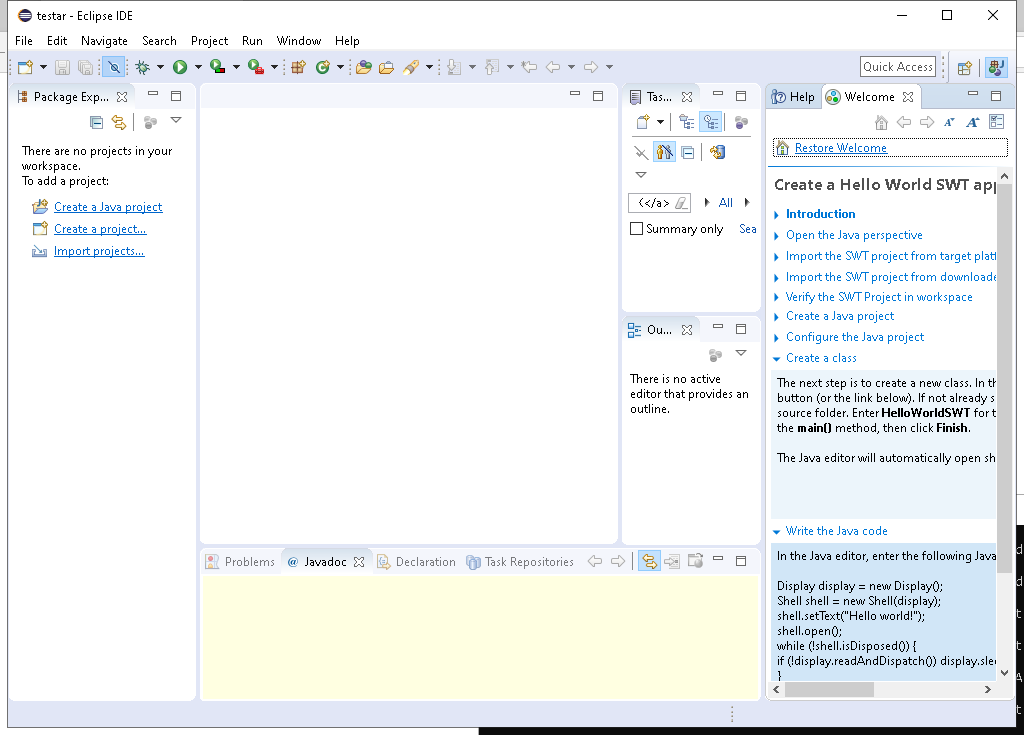 testar - Eclipse IDE
File Edit Navigate Search Project Run Window Help
Quick Access
Package Exp...
There are no projects in your
workspace.
To add a project:
Create a Java project
Create a project...
Import projects...
Tas...
(</a>
All
Summary only
Sea
Ou...
There is no active
editor that provides an
outline.
Help
Welcome
Restore Welcome
Create a Hello World SWT app
Introduction
Open the Java perspective
Import the SWT project from target platf
Import the SWT project from downloade
Verify the SWT Project in workspace
Create a Java project
Configure the Java project
Create a class
The next step is to create a new class. In th
button (or the link below). If not already s
source folder. Enter HelloWorldSWT for t
the main() method, then click Finish.
The Java editor will automatically open sh
Write the Java code
In the Java editor, enter the following Java
Display display = new Display();
Shell shell = new Shell(display);
shell.setText("Hello world!");
shell.open();
while (!shell.isDisposed()) {
if (!display.readAndDispatch()) display.slee
}
Problems
@ Javadoc
Declaration
Task Repositories